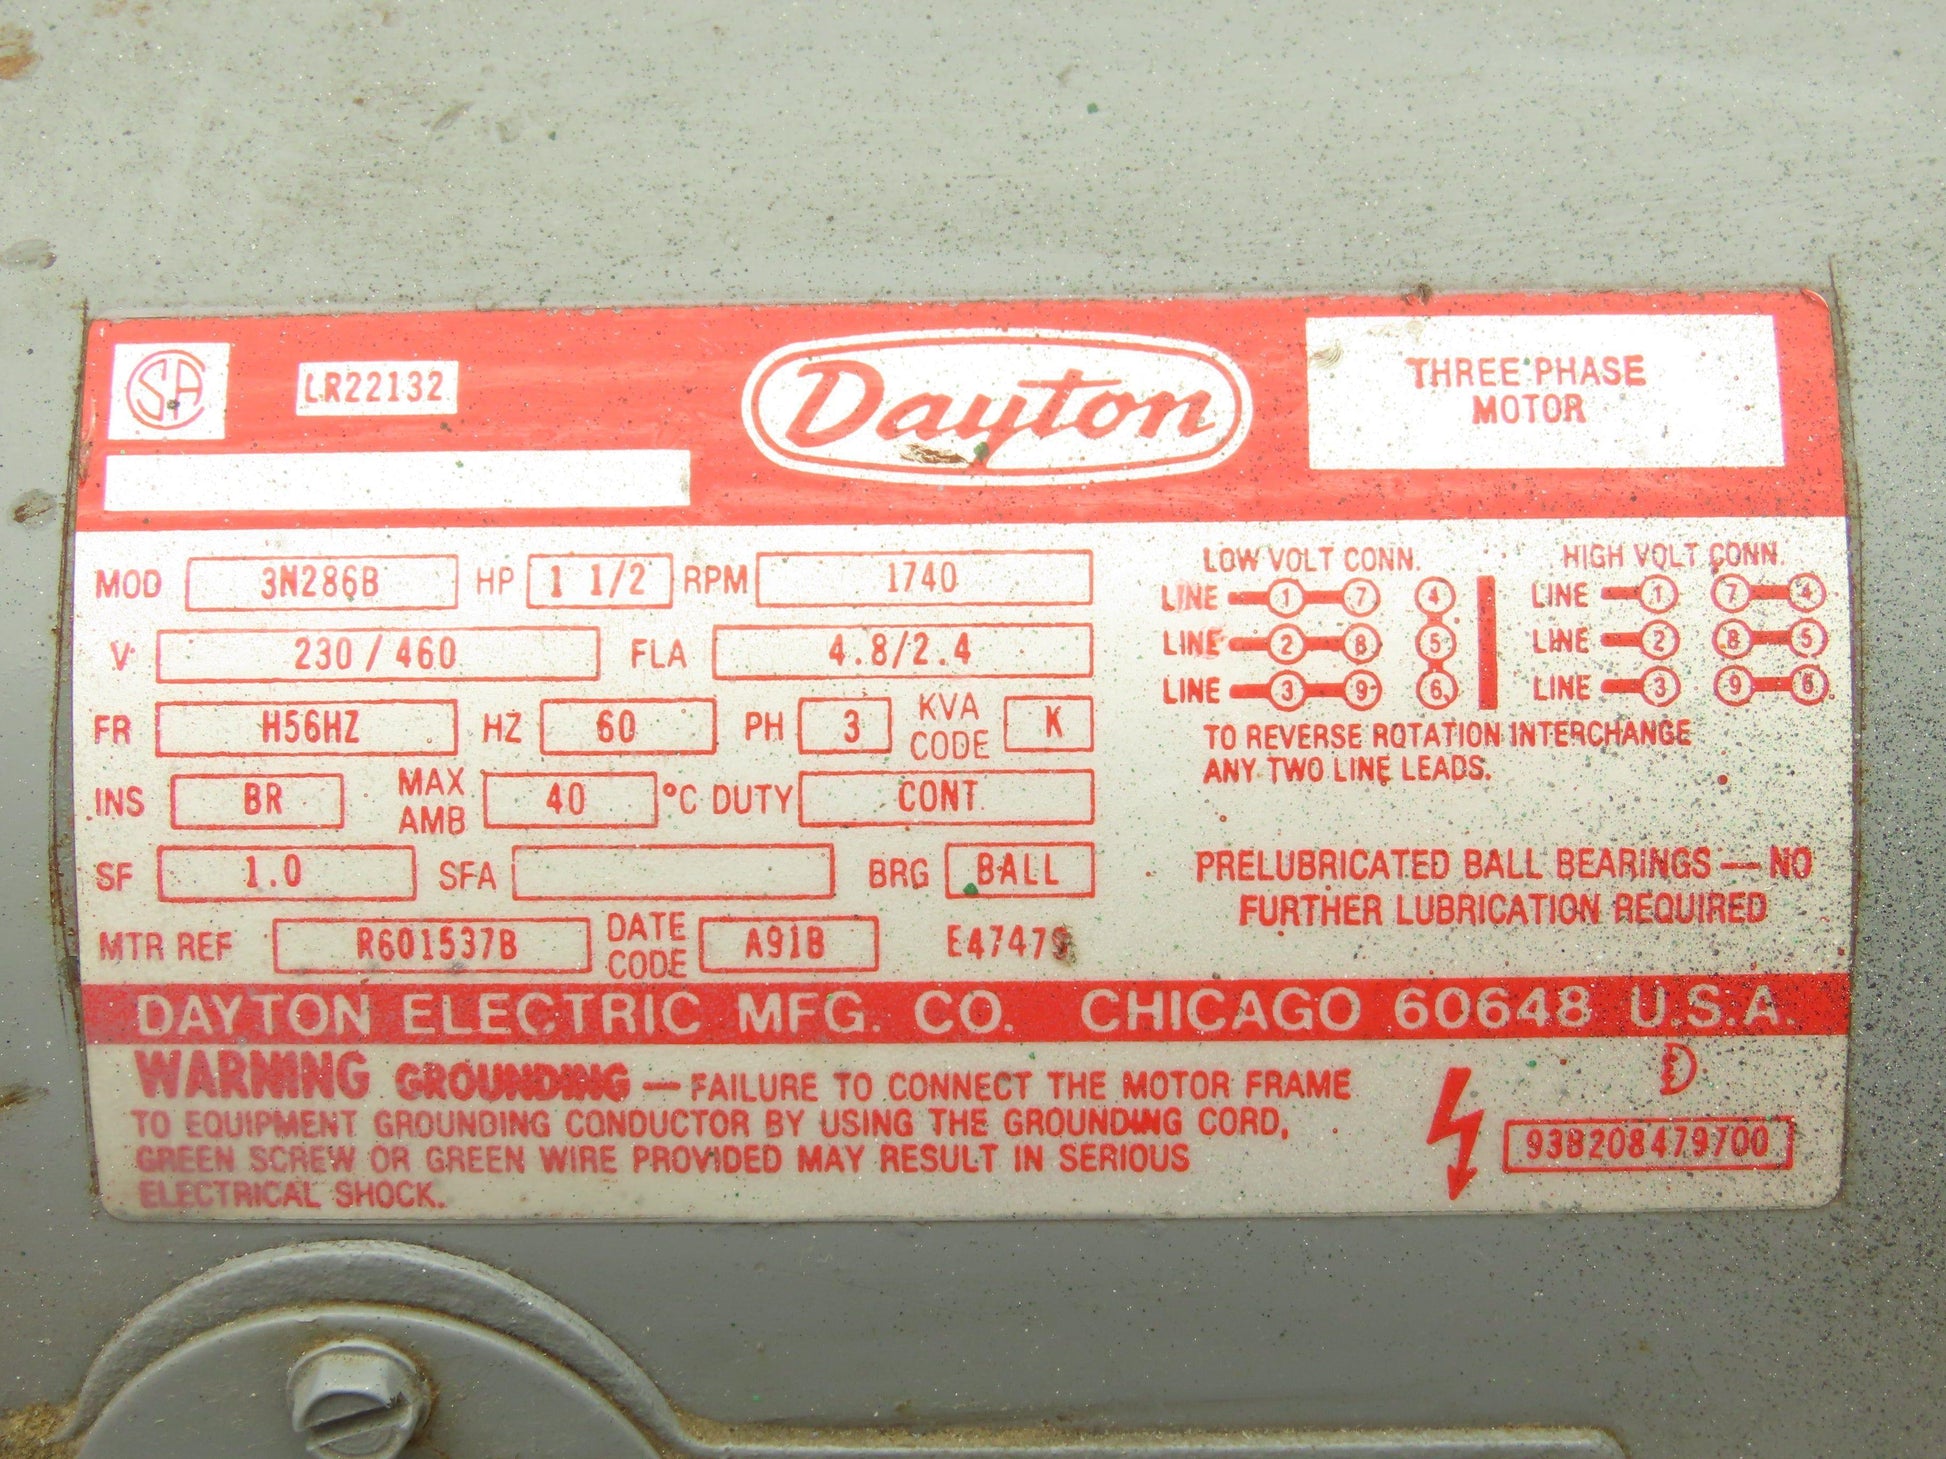 SA
LR22132
Dayton
THREE PHASE
MOTOR
MOD 3N286B HP 1 1/2 RPM 1740
V 230/460 FLA 4.8/2.4
FR H56HZ HZ 60 PH 3 KVA CODE K
INS BR MAX AMB 40 °C DUTY CONT
SF 1.0 SFA BRG BALL
MTR REF R601537B DATE CODE A91B E47479
LOW VOLT CONN.
LINE 1 7 4
LINE 2 8 5
LINE 3 9 6
HIGH VOLT CONN.
LINE 1 7 4
LINE 2 8 5
LINE 3 9 6
TO REVERSE ROTATION INTERCHANGE
ANY TWO LINE LEADS.
PRELUBRICATED BALL BEARINGS — NO
FURTHER LUBRICATION REQUIRED
DAYTON ELECTRIC MFG. CO. CHICAGO 60648 U.S.A.
WARNING GROUNDING — FAILURE TO CONNECT THE MOTOR FRAME
TO EQUIPMENT GROUNDING CONDUCTOR BY USING THE GROUNDING CORD,
GREEN SCREW OR GREEN WIRE PROVIDED MAY RESULT IN SERIOUS
ELECTRICAL SHOCK.
93B208479700